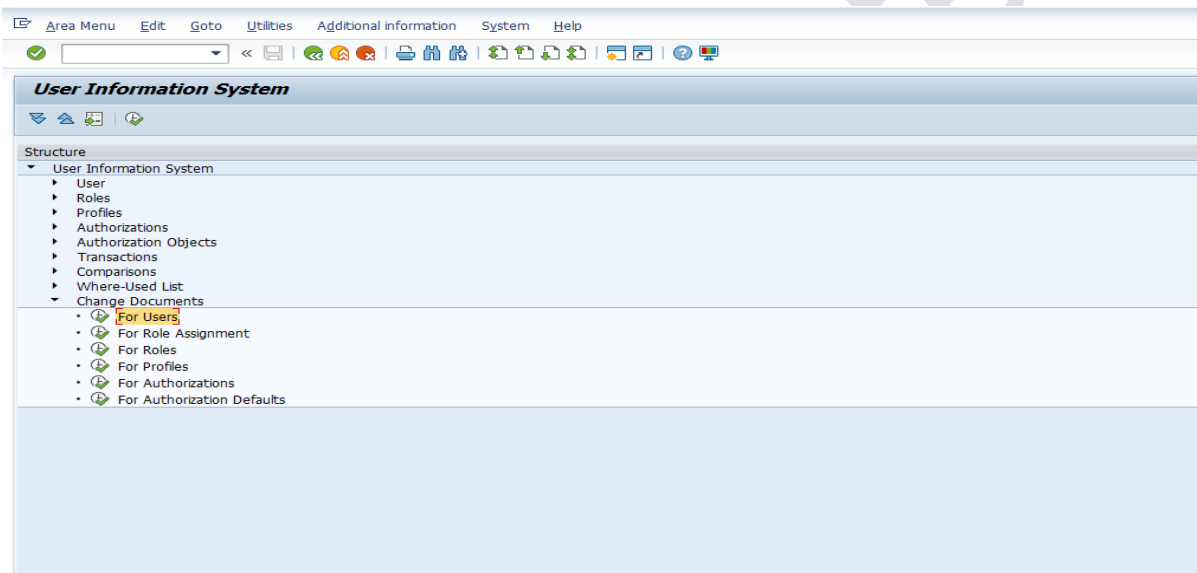 Area Menu Edit Goto Utilities Additional information System Help
User Information System
Structure
User Information System
User
Roles
Profiles
Authorizations
Authorization Objects
Transactions
Comparisons
Where-Used List
Change Documents
For Users
For Role Assignment
For Roles
For Profiles
For Authorizations
For Authorization Defaults